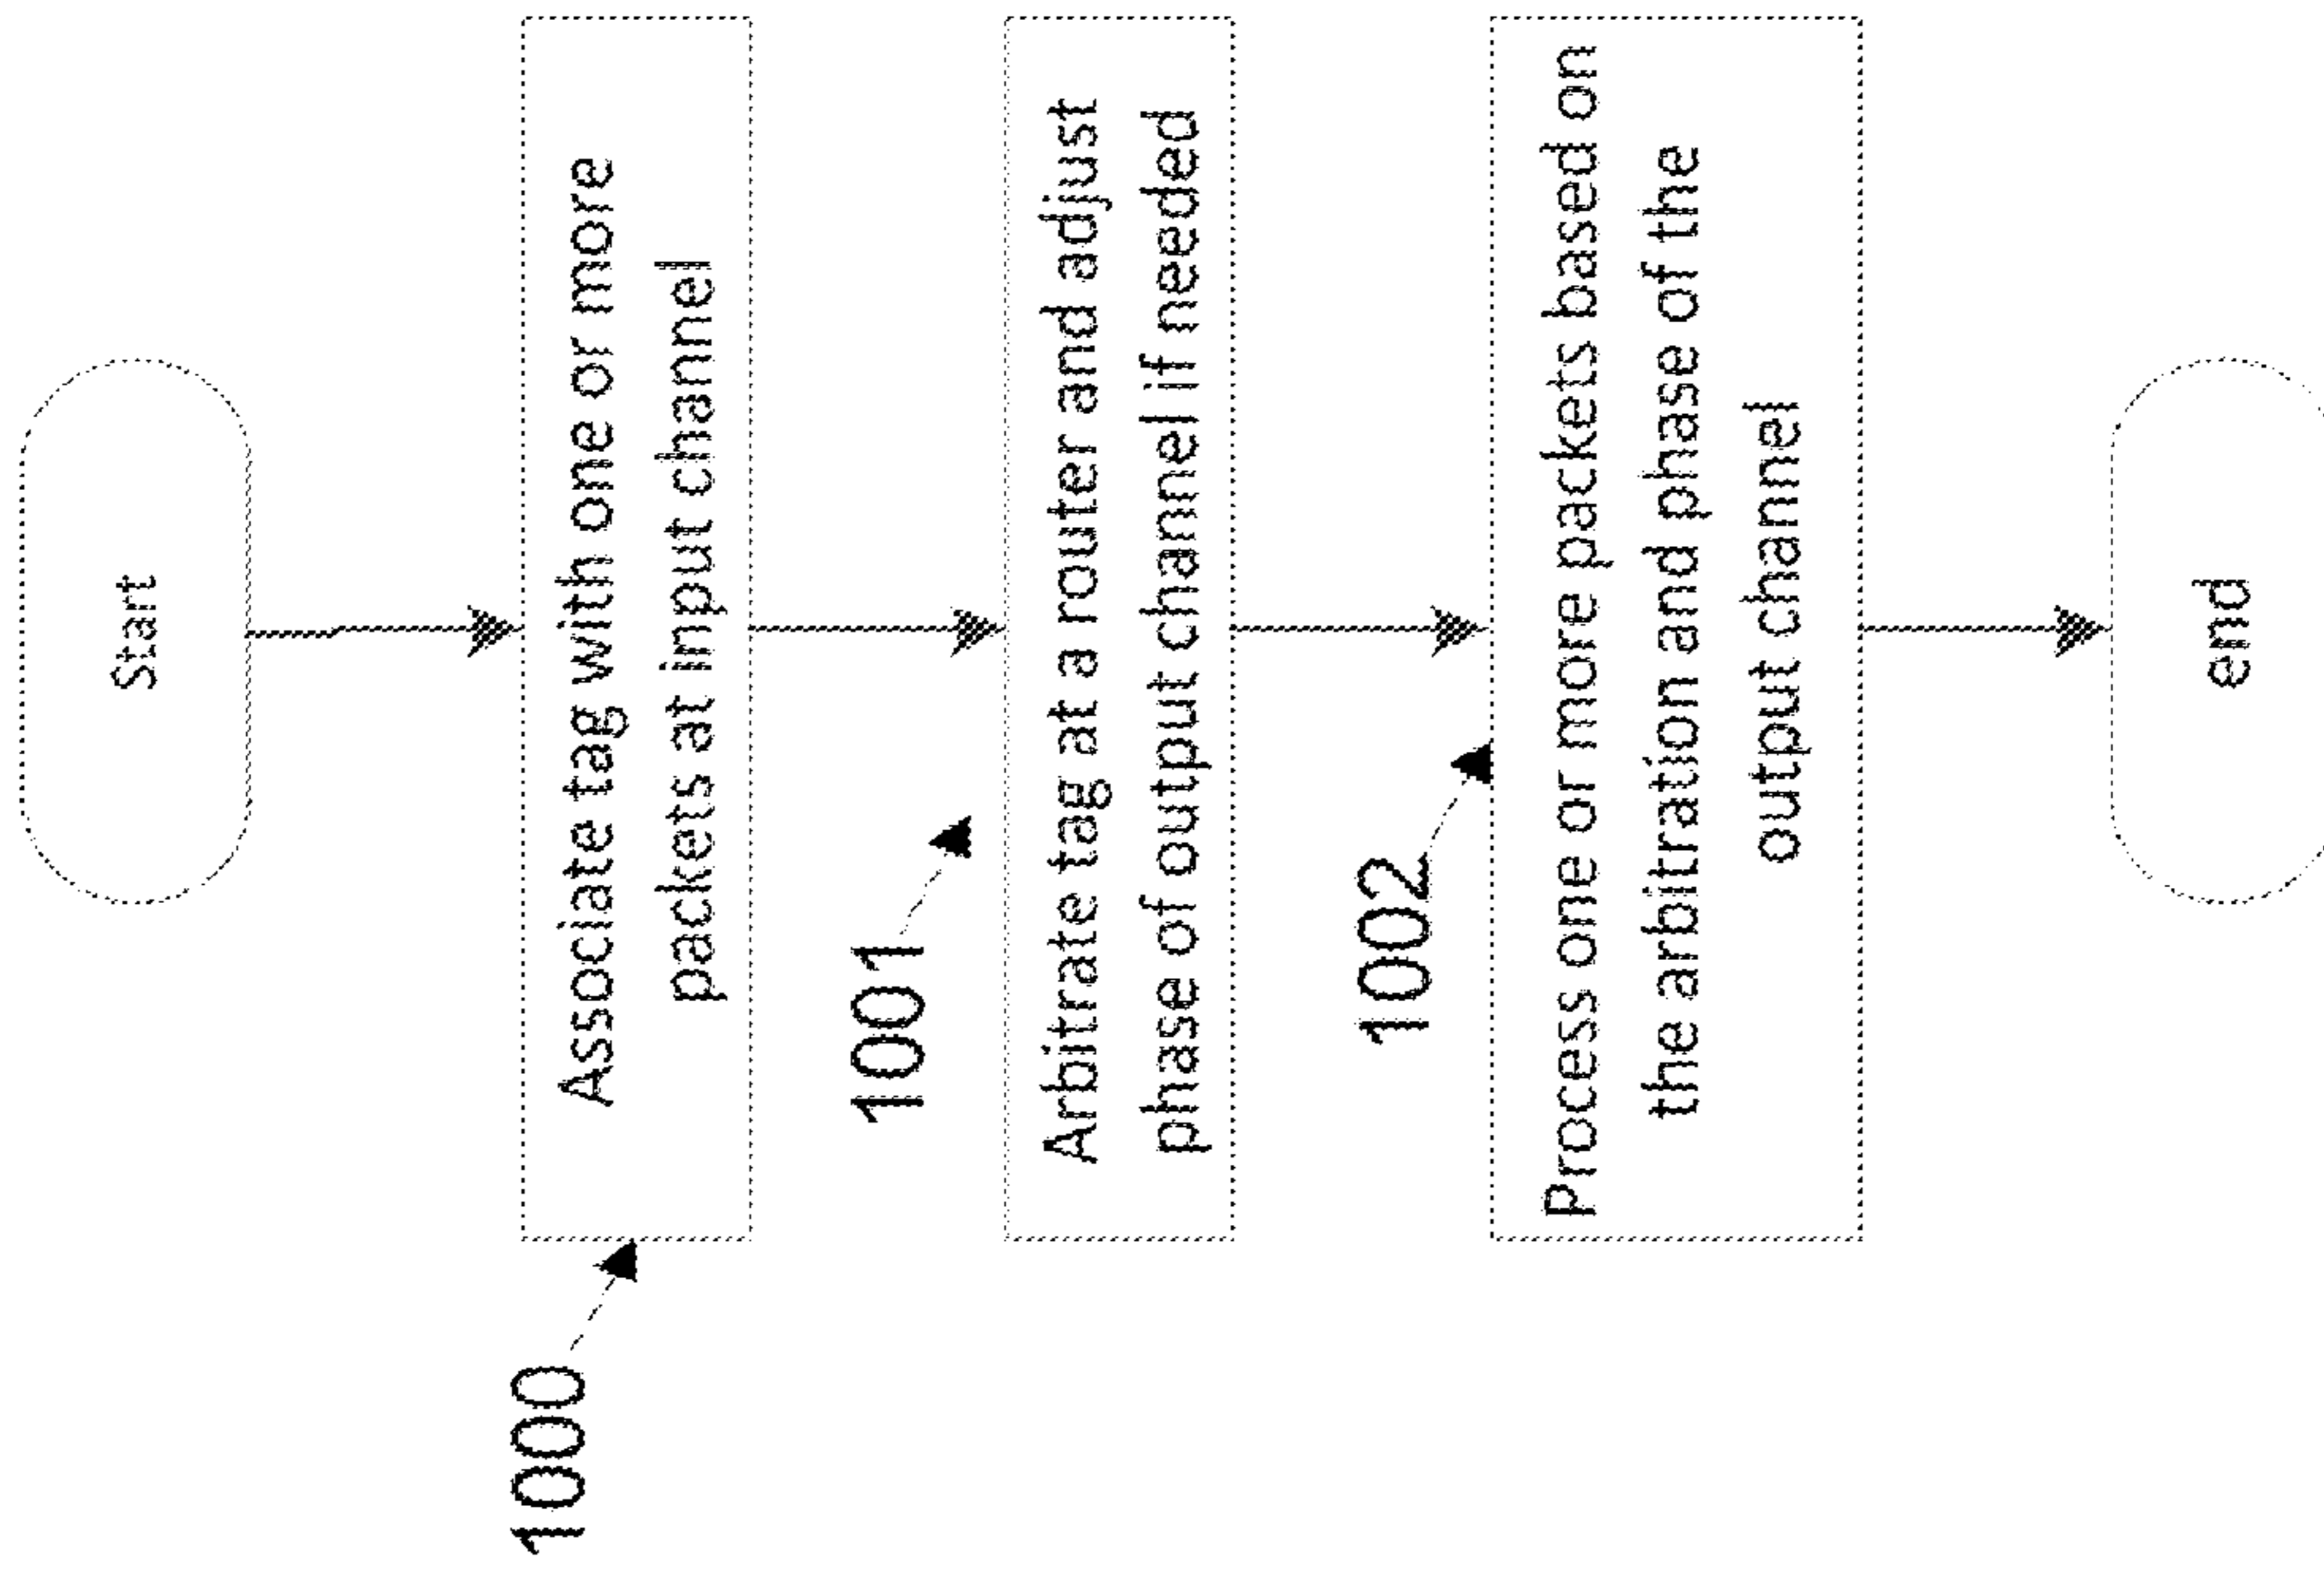 Start
1000
Associate tag with one or more
packets at input channel
1001
Arbitrate tag at a router and adjust
phase of output channel if needed
1002
Process one or more packets based on
the arbitration and phase of the
output channel
end